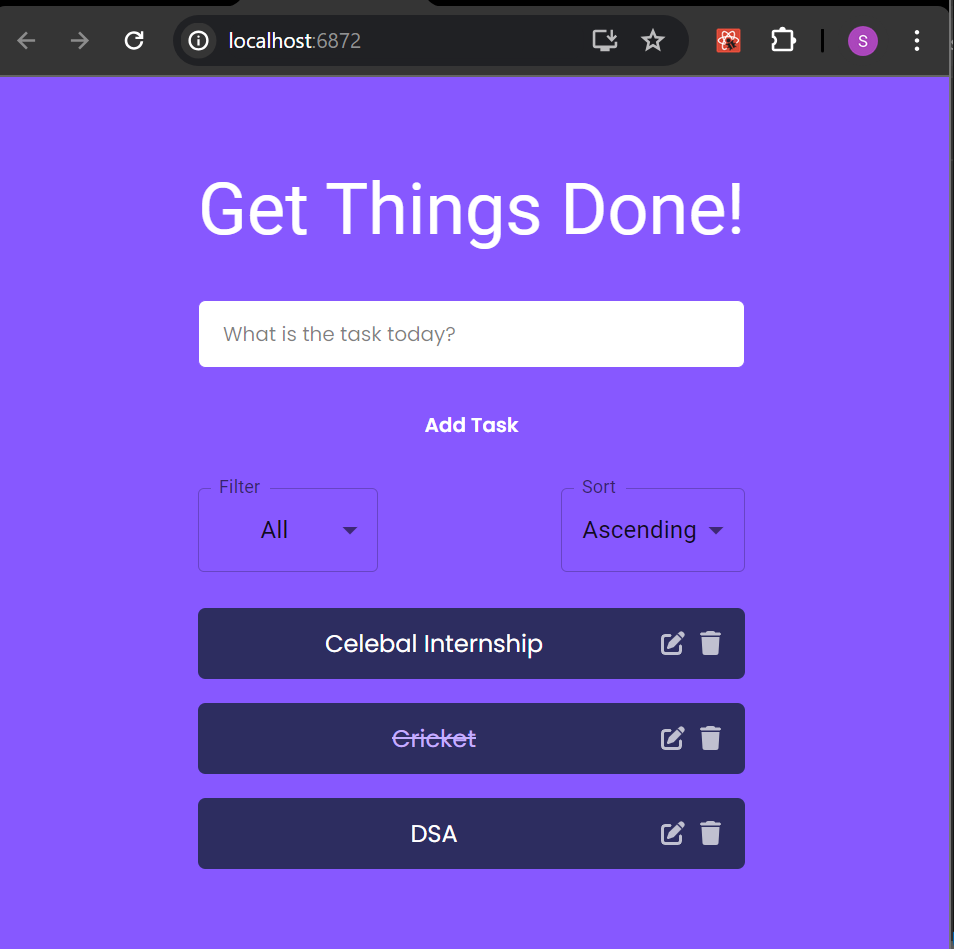 localhost:6872
S
Get Things Done!
What is the task today?
Add Task
Filter
Sort
All
Ascending
Celebal Internship
Cricket
DSA